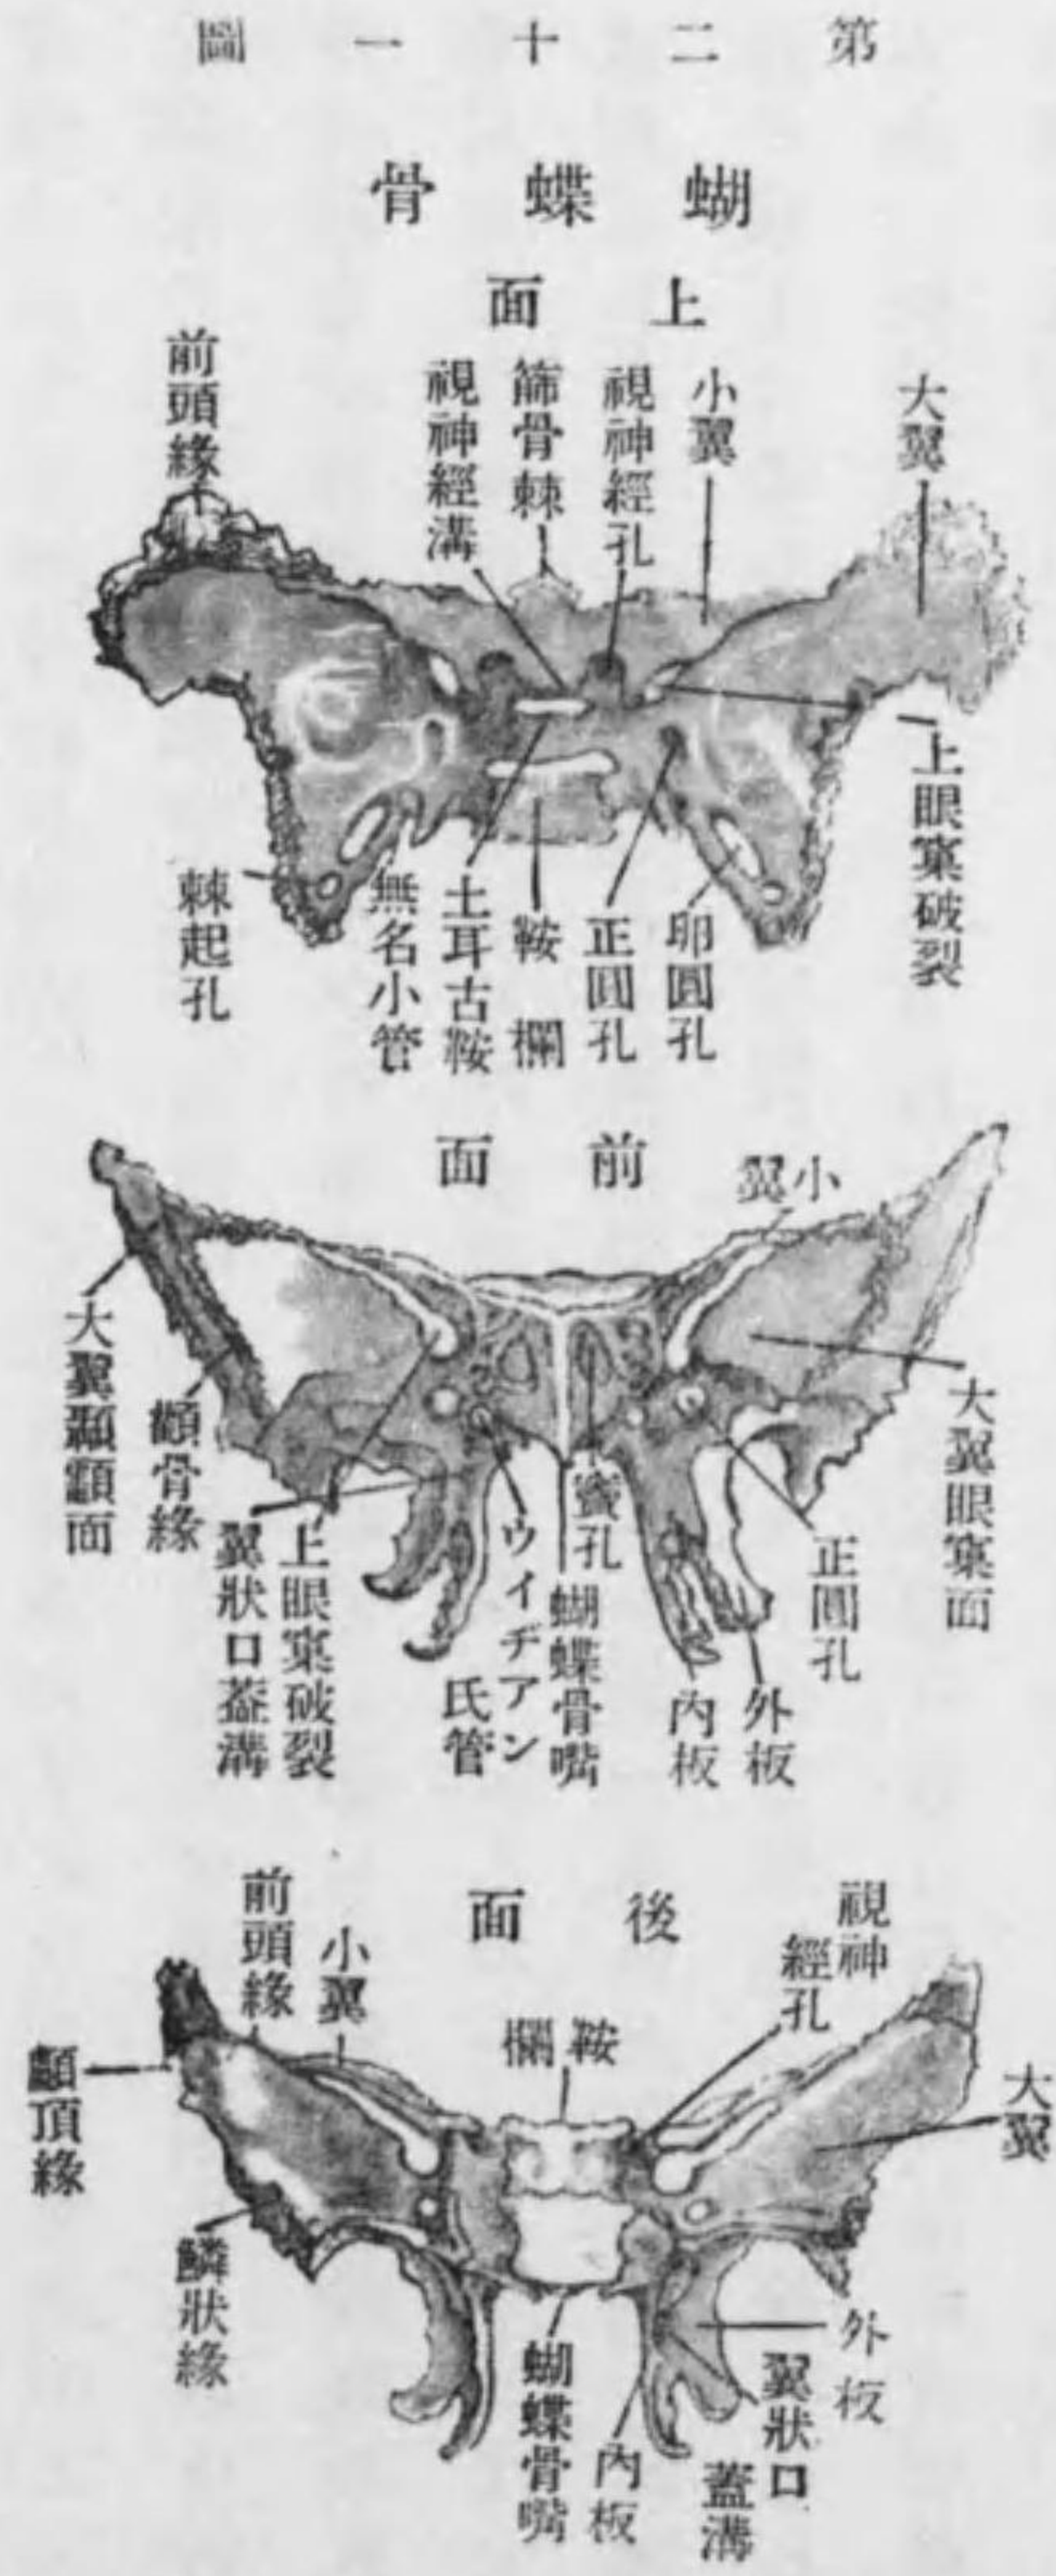 第二十一圖
蝴蝶骨
上面
大翼
小翼
視神經孔
篩骨棘
視神經溝
前頭緣
上眼窠破裂
卵圓孔
正圓孔
鞍欄
土耳古鞍
無名小管
棘起孔
前面
小翼
大翼眼窠面
正圓孔
外板
內板
竇孔
蝴蝶骨嘴
ウイヂアン
氏管
上眼窠破裂
翼狀口蓋溝
顴骨緣
大翼顳顬面
後面
視神
經孔
鞍欄
小翼
前頭緣
大翼
顱頂緣
鱗狀緣
外板
翼狀口
蓋溝
內板
蝴蝶骨嘴